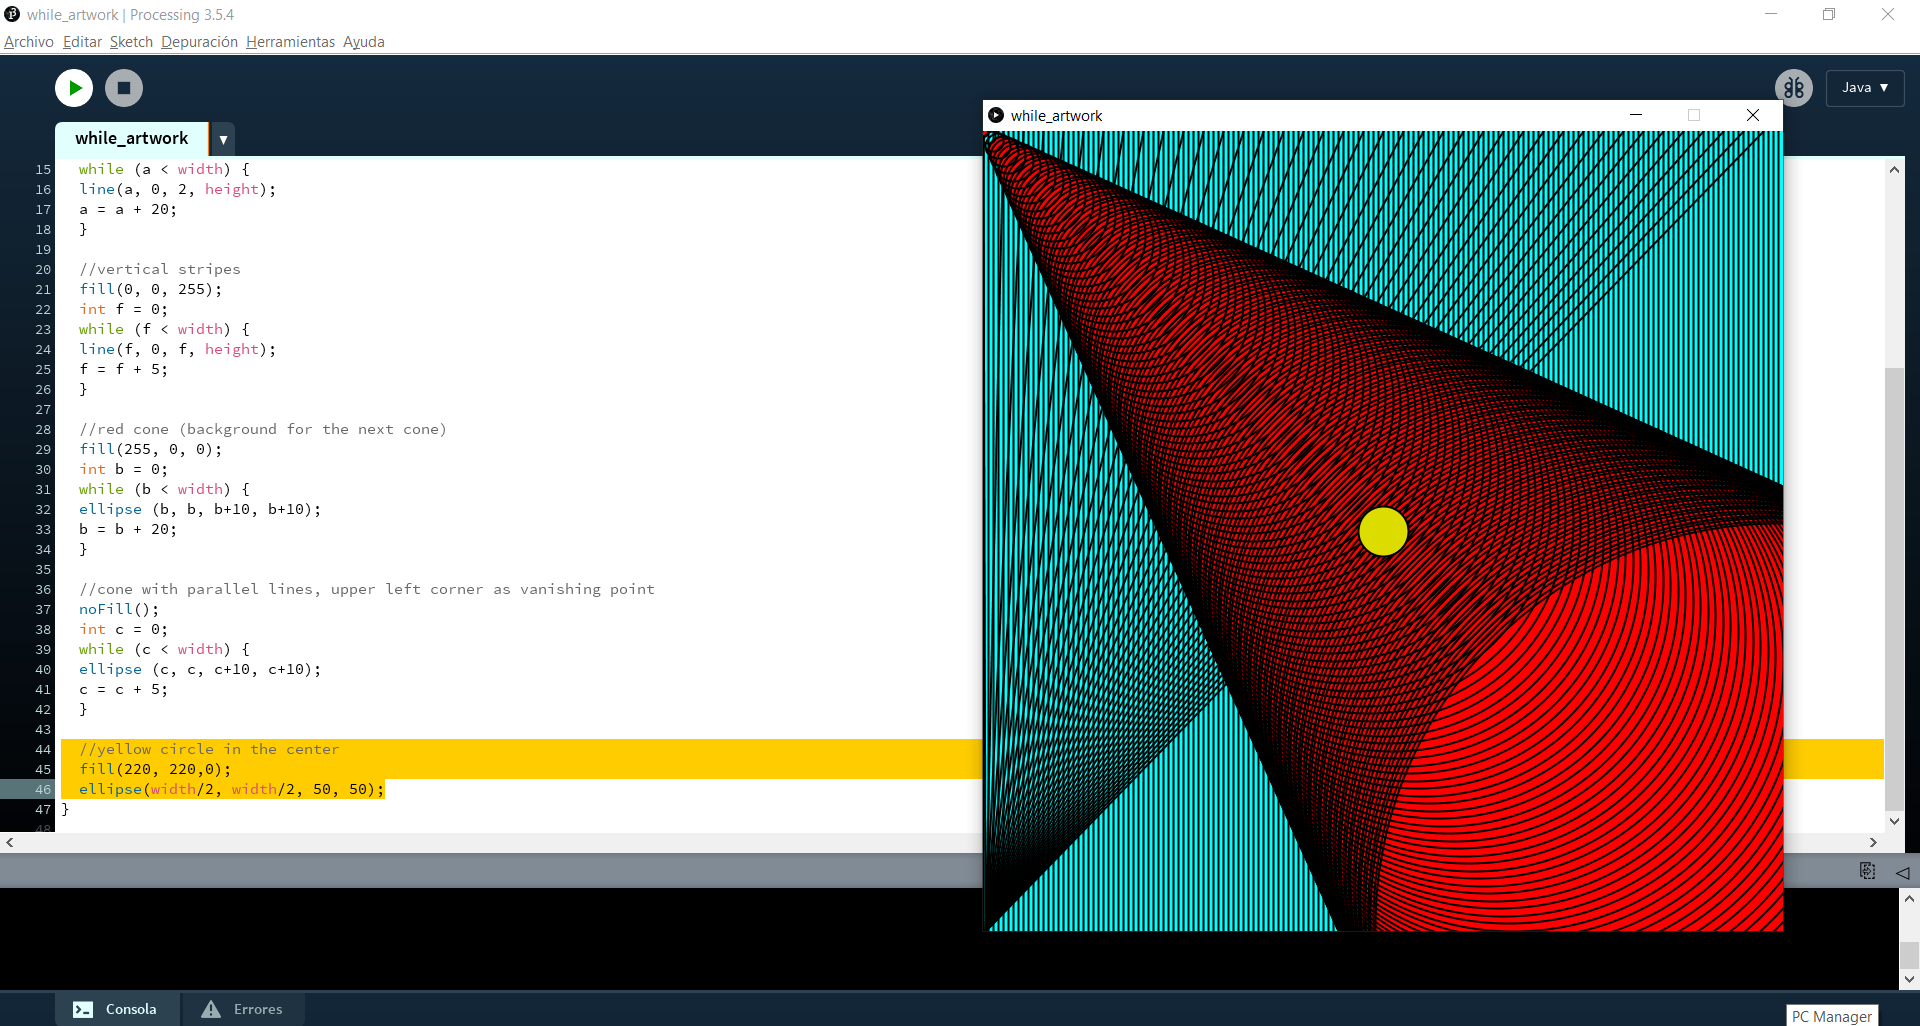 while_artwork | Processing 3.5.4
Archivo Editar Sketch Depuración Herramientas Ayuda
Java ▼
while_artwork ▼
while_artwork
15 while (a < width) {
16 line(a, 0, 2, height);
17 a = a + 20;
18 }
19
20 //vertical stripes
21 fill(0, 0, 255);
22 int f = 0;
23 while (f < width) {
24 line(f, 0, f, height);
25 f = f + 5;
26 }
27
28 //red cone (background for the next cone)
29 fill(255, 0, 0);
30 int b = 0;
31 while (b < width) {
32 ellipse (b, b, b+10, b+10);
33 b = b + 20;
34 }
35
36 //cone with parallel lines, upper left corner as vanishing point
37 noFill();
38 int c = 0;
39 while (c < width) {
40 ellipse (c, c, c+10, c+10);
41 c = c + 5;
42 }
43
44 //yellow circle in the center
45 fill(220, 220,0);
46 ellipse(width/2, width/2, 50, 50);
47 }
48
Consola Errores
PC Manager